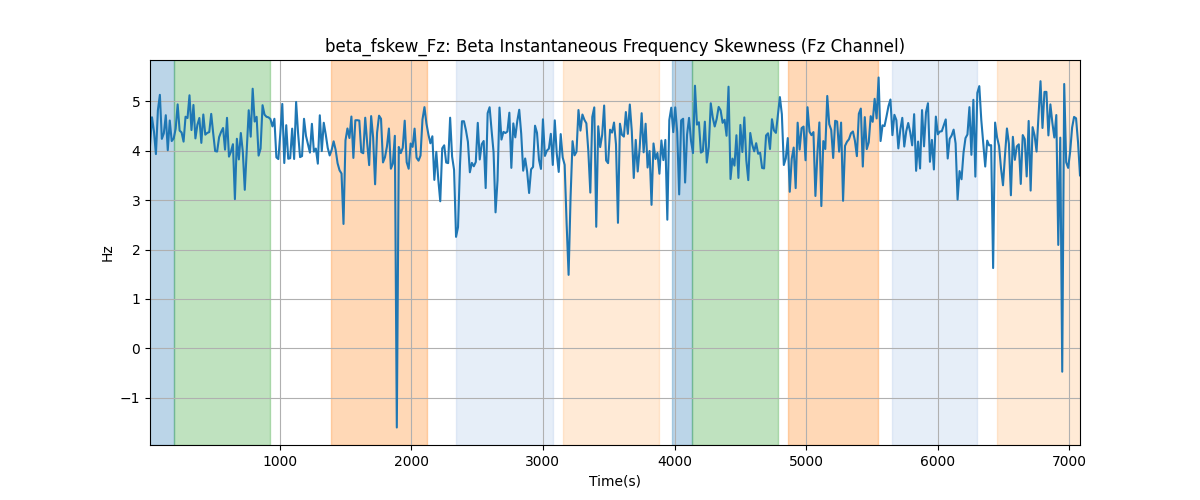 beta_fskew_Fz: Beta Instantaneous Frequency Skewness (Fz Channel)
Hz
5
4
3
2
1
0
−1
1000 2000 3000 4000 5000 6000 7000
Time(s)